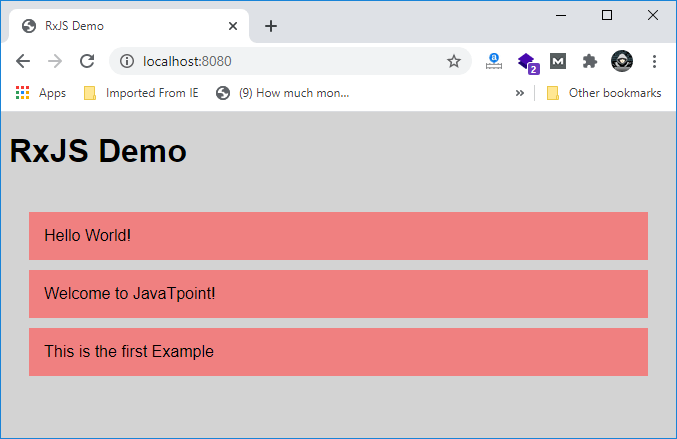 RxJS Demo
localhost:8080
2
M
Apps
Imported From IE
(9) How much mon...
Other bookmarks
RxJS Demo
Hello World!
Welcome to JavaTpoint!
This is the first Example